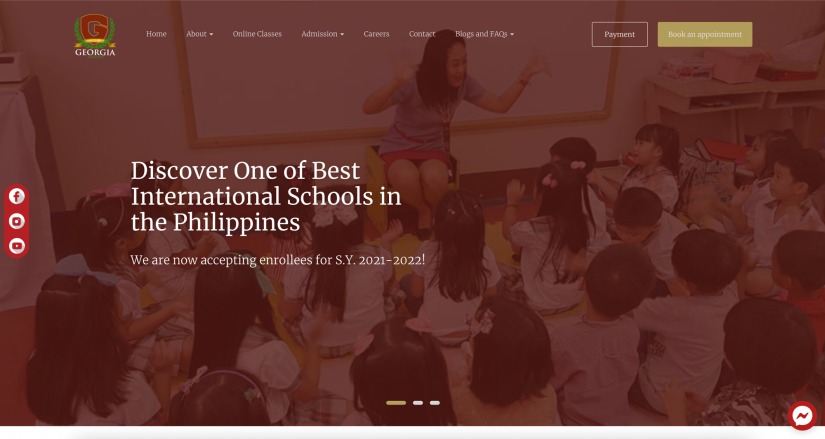 Home
About
Online Classes
Admission
Careers
Contact
Blogs and FAQs
Payment
Book an appointment
GEORGIA
Discover One of Best
International Schools in
the Philippines
We are now accepting enrollees for S.Y. 2021-2022!